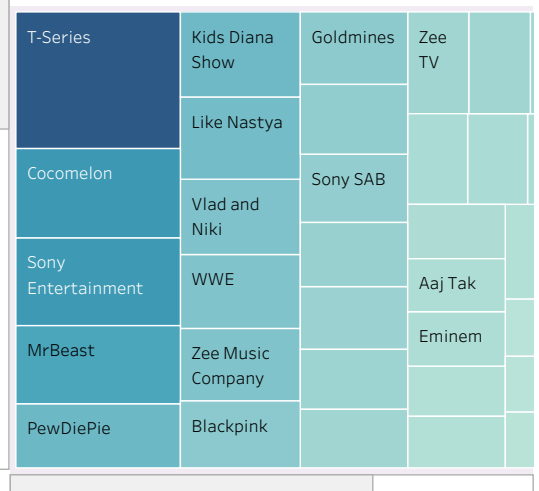 T-Series
Cocomelon
Sony
Entertainment
MrBeast
PewDiePie
Kids Diana
Show
Like Nastya
Vlad and
Niki
WWE
Zee Music
Company
Blackpink
Goldmines
Sony SAB
Zee
TV
Aaj Tak
Eminem